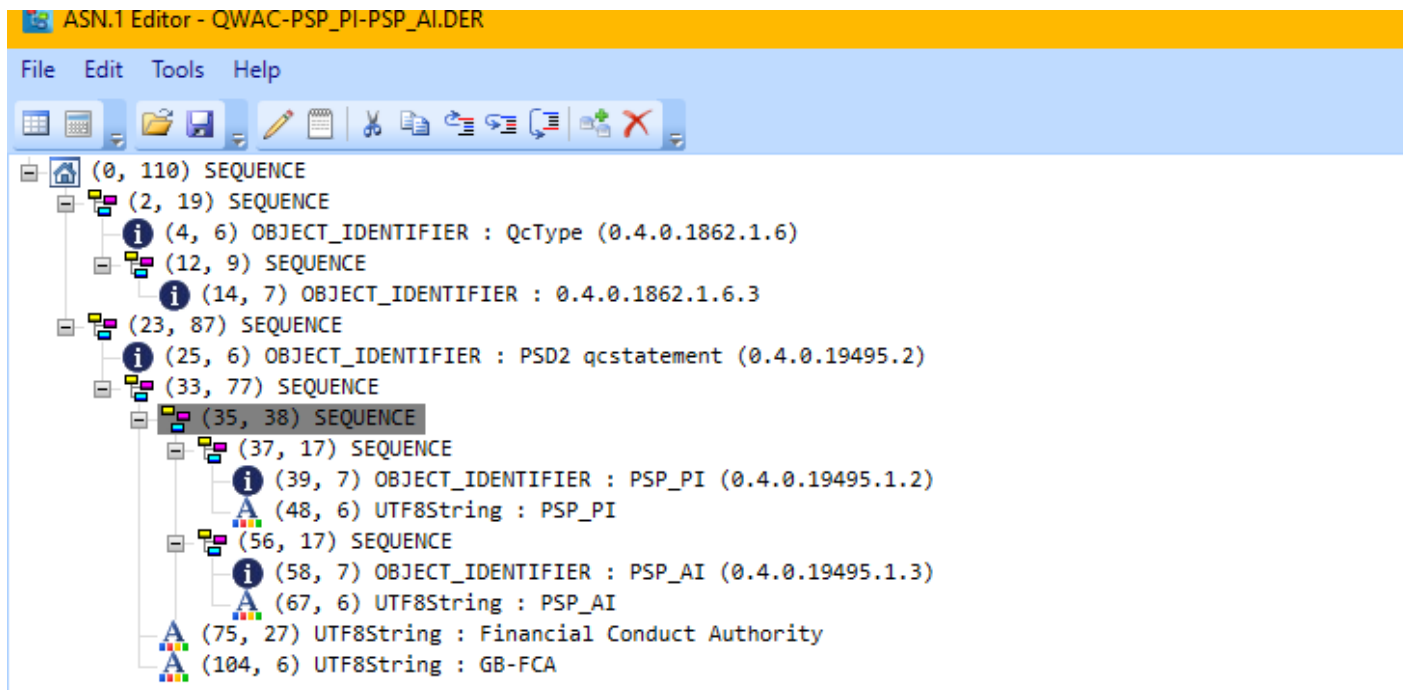 ASN.1 Editor - QWAC-PSP_PI-PSP_AI.DER
File Edit Tools Help
(0, 110) SEQUENCE
(2, 19) SEQUENCE
(4, 6) OBJECT_IDENTIFIER : QcType (0.4.0.1862.1.6)
(12, 9) SEQUENCE
(14, 7) OBJECT_IDENTIFIER : 0.4.0.1862.1.6.3
(23, 87) SEQUENCE
(25, 6) OBJECT_IDENTIFIER : PSD2 qcstatement (0.4.0.19495.2)
(33, 77) SEQUENCE
(35, 38) SEQUENCE
(37, 17) SEQUENCE
(39, 7) OBJECT_IDENTIFIER : PSP_PI (0.4.0.19495.1.2)
(48, 6) UTF8String : PSP_PI
(56, 17) SEQUENCE
(58, 7) OBJECT_IDENTIFIER : PSP_AI (0.4.0.19495.1.3)
(67, 6) UTF8String : PSP_AI
(75, 27) UTF8String : Financial Conduct Authority
(104, 6) UTF8String : GB-FCA